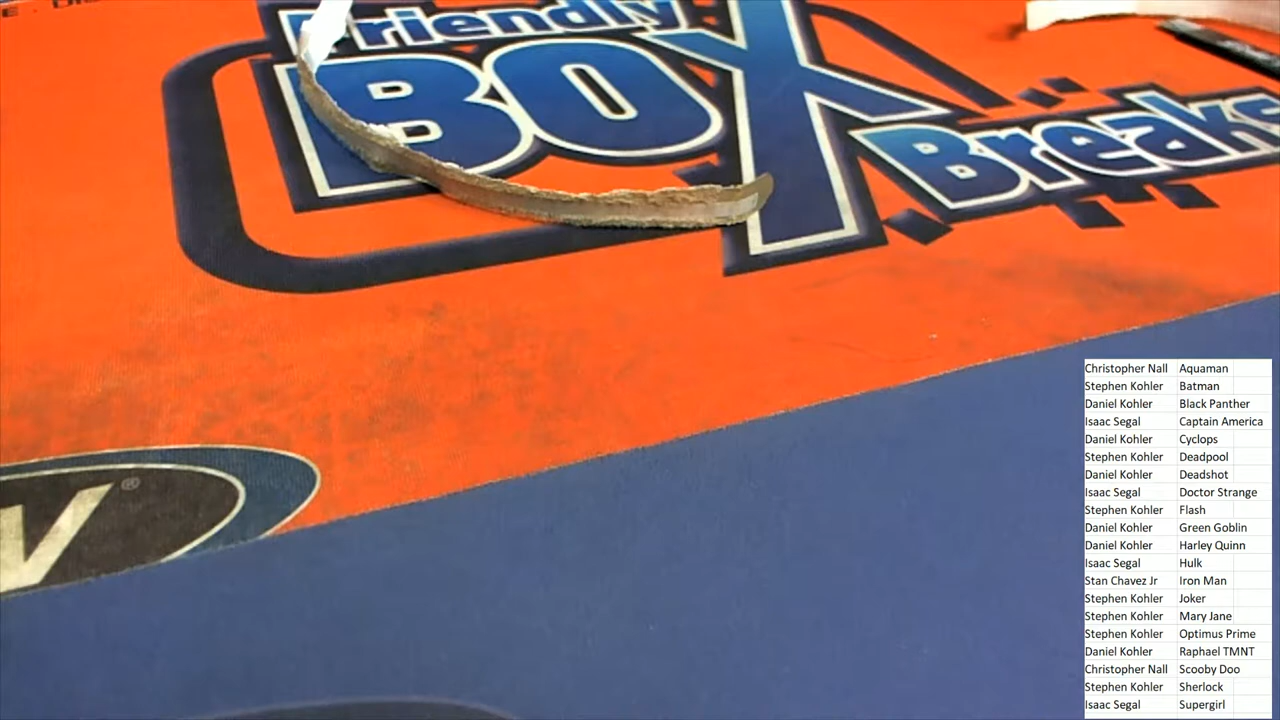 Friendly
BOX
Breaks
W®
Christopher Nall Aquaman
Stephen Kohler Batman
Daniel Kohler Black Panther
Isaac Segal Captain America
Daniel Kohler Cyclops
Stephen Kohler Deadpool
Daniel Kohler Deadshot
Isaac Segal Doctor Strange
Stephen Kohler Flash
Daniel Kohler Green Goblin
Daniel Kohler Harley Quinn
Isaac Segal Hulk
Stan Chavez Jr Iron Man
Stephen Kohler Joker
Stephen Kohler Mary Jane
Stephen Kohler Optimus Prime
Daniel Kohler Raphael TMNT
Christopher Nall Scooby Doo
Stephen Kohler Sherlock
Isaac Segal Supergirl